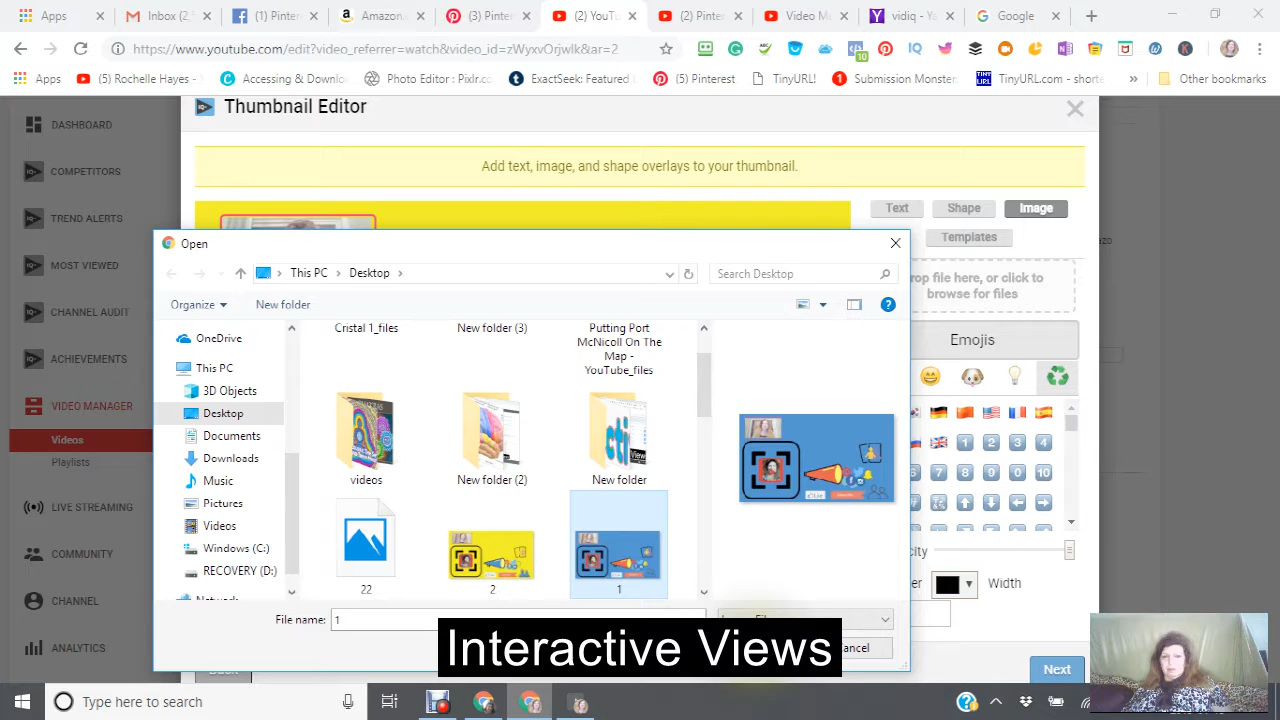 Apps
Inbox (2
(1) Pinter
Amazon
(3) Pinter
(2) YouTu
(2) Pinter
Video Ma
vidiq - Ya
Google
https://www.youtube.com/edit?video_referrer=watch&video_id=zWyxvOrjwlk&ar=2
10
Apps
(5) Rochelle Hayes -
Accessing & Downlo
Photo Editor : Pixlr.co
ExactSeek: Featured
(5) Pinterest
TinyURL!
Submission Monster
TinyURL.com - shorte
»
Other bookmarks
Thumbnail Editor
Add text, image, and shape overlays to your thumbnail.
Text
Shape
Image
Templates
rop file here, or click to
browse for files
Emojis
DASHBOARD
COMPETITORS
TREND ALERTS
MOST VIEWED
CHANNEL AUDIT
ACHIEVEMENTS
VIDEO MANAGER
Videos
Playlists
LIVE STREAMING
COMMUNITY
CHANNEL
ANALYTICS
Open
This PC
Desktop
Search Desktop
Organize
New folder
OneDrive
This PC
3D Objects
Desktop
Documents
Downloads
Music
Pictures
Videos
Windows (C:)
RECOVERY (D:)
Network
Cristal 1_files
New folder (3)
Putting Port
McNicoll On The
Map -
YouTube_files
videos
New folder (2)
New folder
22
2
1
File name:
1
ancel
Interactive Views
city
er
Width
Back
Next
Type here to search